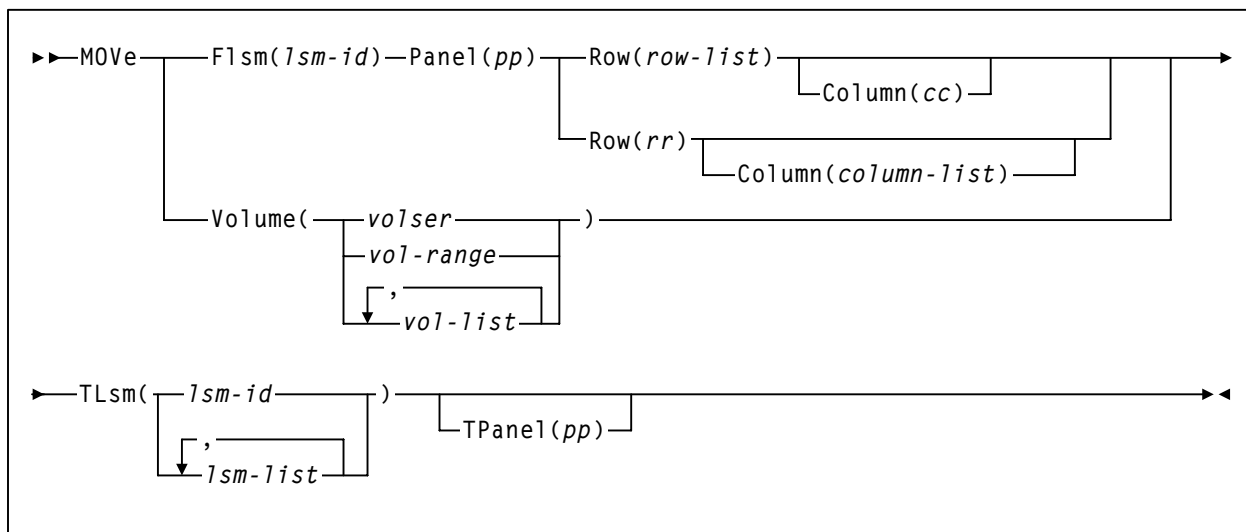 MOVe Flsm(lsm-id) Panel(pp) Row(row-list)
Column(cc)
Row(rr)
Column(column-list)
Volume( volser )
vol-range
,
vol-list
TLsm( lsm-id )
TPanel(pp)
,
lsm-list